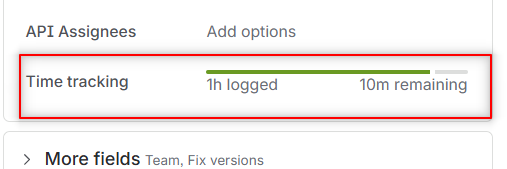 API Assignees Add options
Time tracking
1h logged 10m remaining
More fields Team, Fix versions